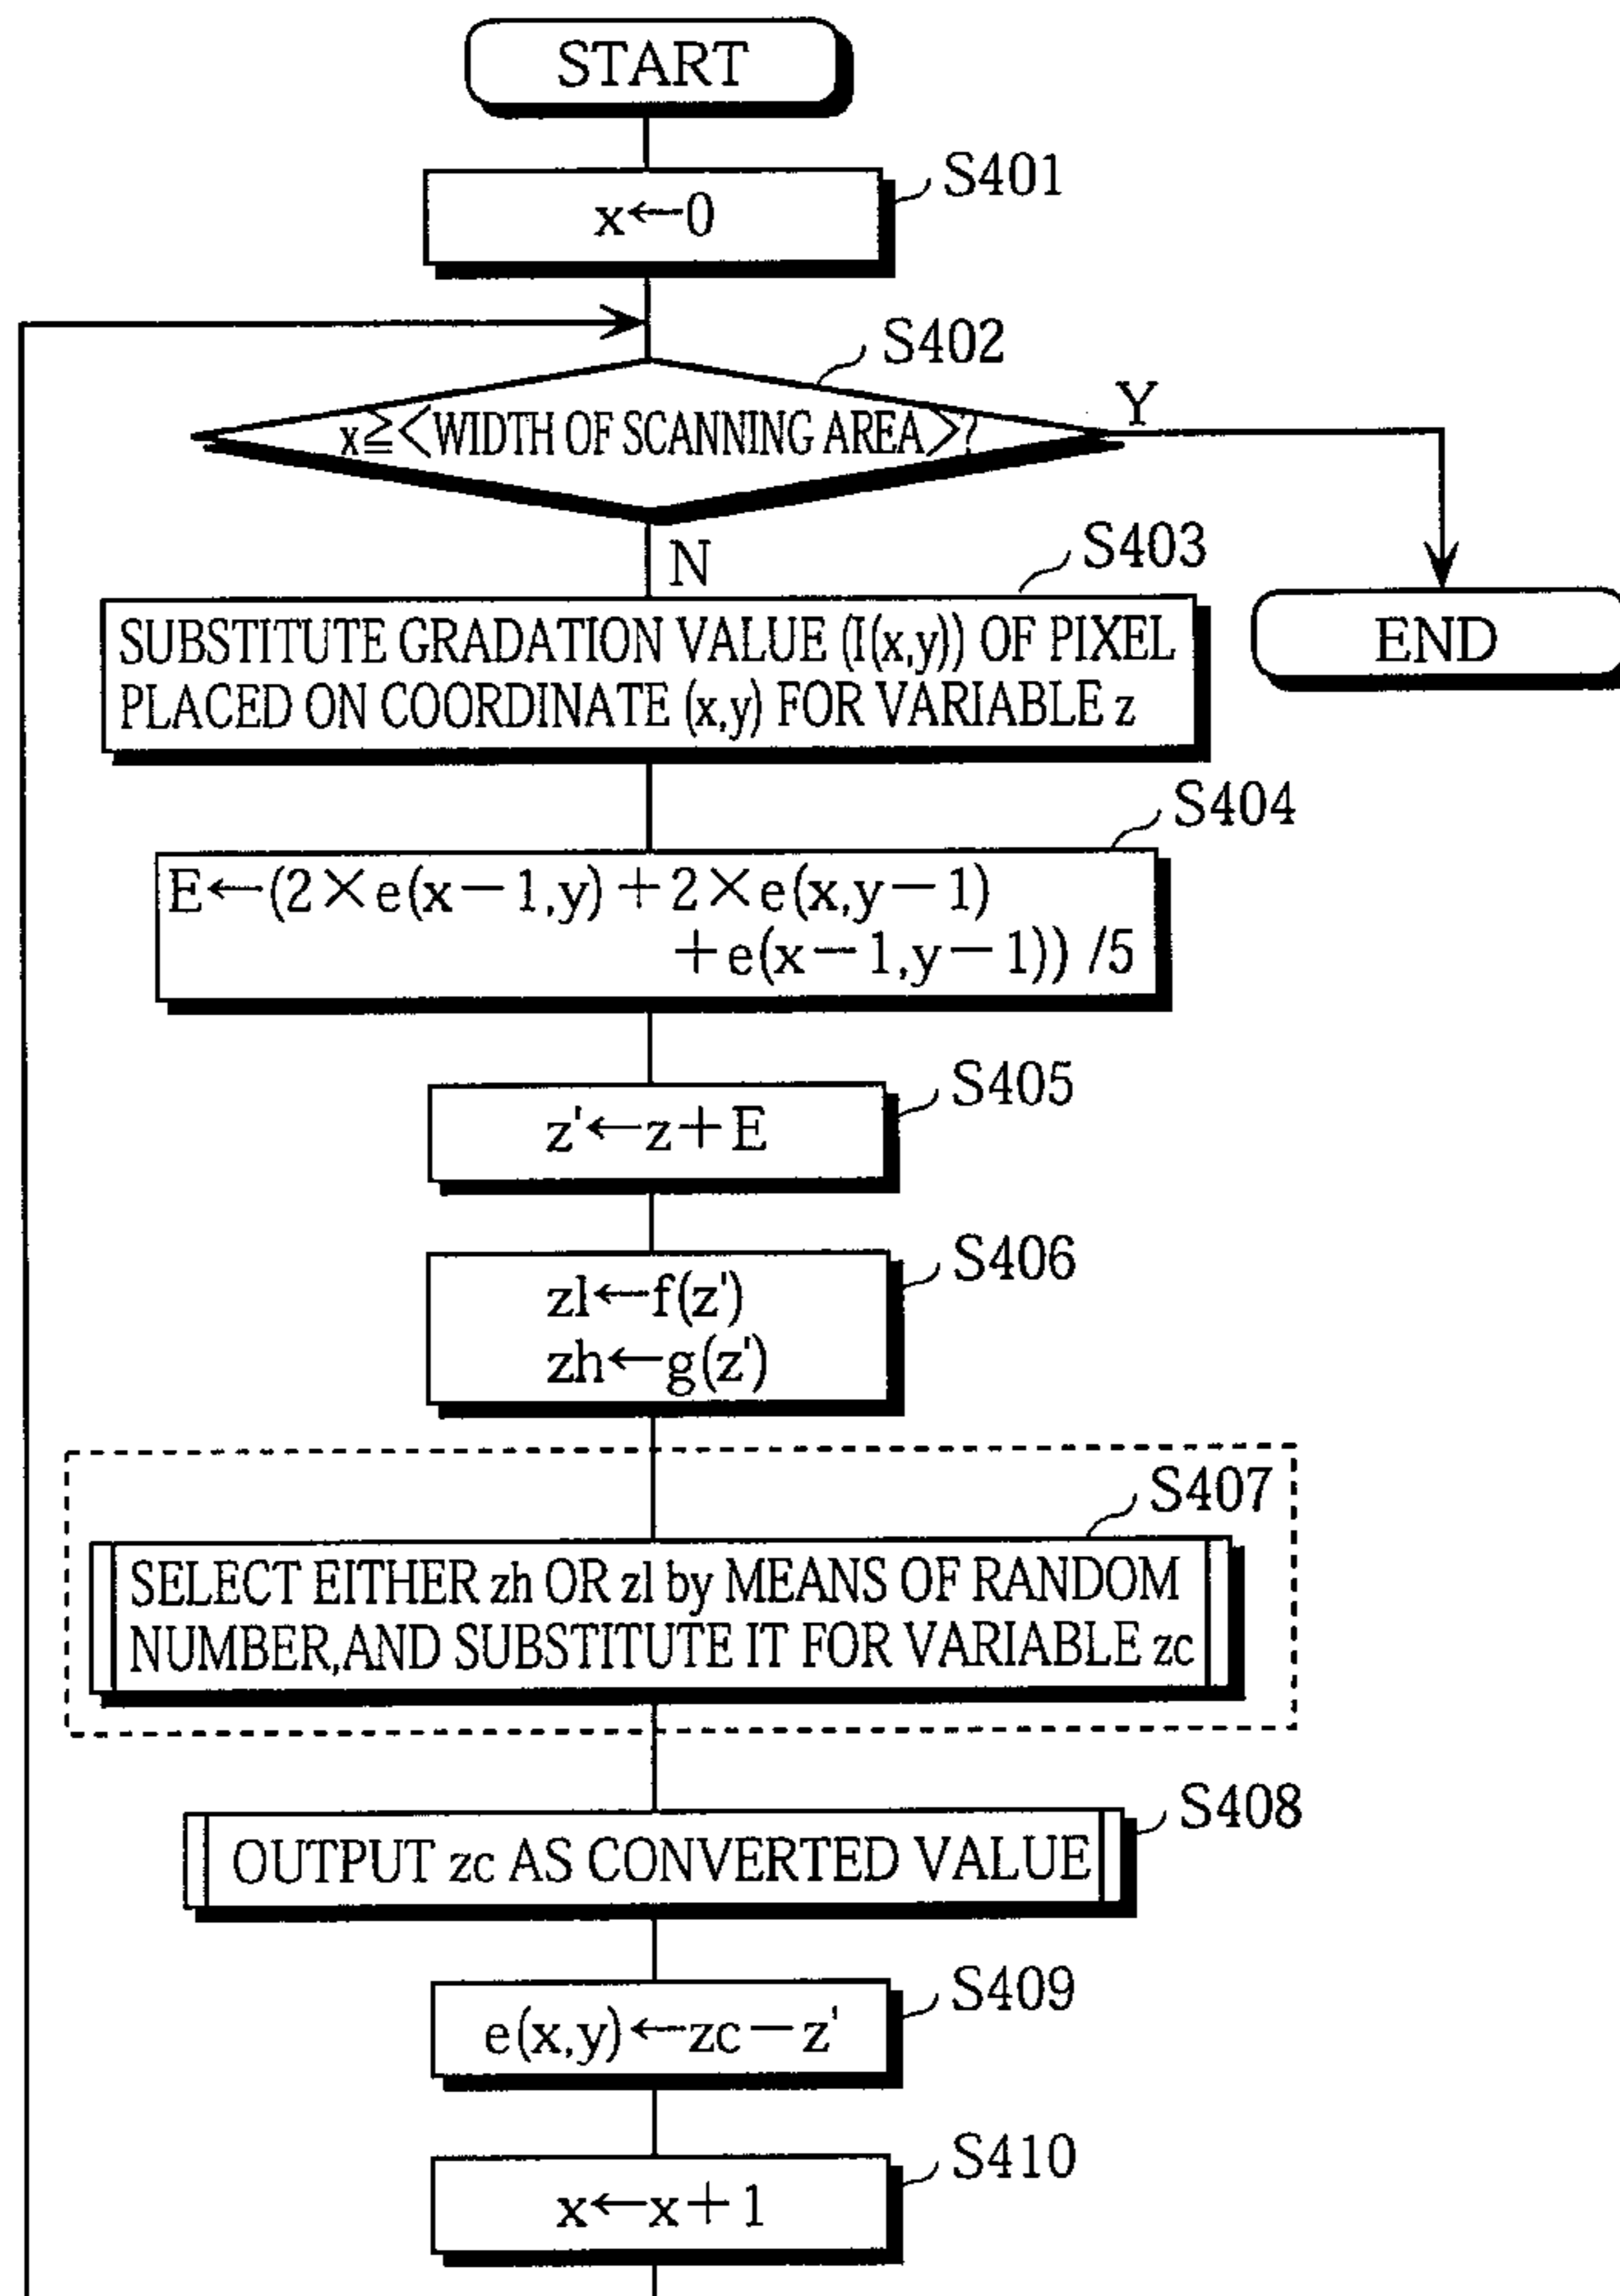 START
S401
x←0
S402
x≧<WIDTH OF SCANNING AREA>?
Y
N
S403
SUBSTITUTE GRADATION VALUE (I(x,y)) OF PIXEL
PLACED ON COORDINATE (x,y) FOR VARIABLE z
END
S404
E←(2×e(x−1,y)+2×e(x,y−1)
+e(x−1,y−1)) /5
S405
z'←z+E
S406
zl←f(z')
zh←g(z')
S407
SELECT EITHER zh OR zl by MEANS OF RANDOM
NUMBER,AND SUBSTITUTE IT FOR VARIABLE zc
S408
OUTPUT zc AS CONVERTED VALUE
S409
e(x,y)←zc−z'
S410
x←x+1